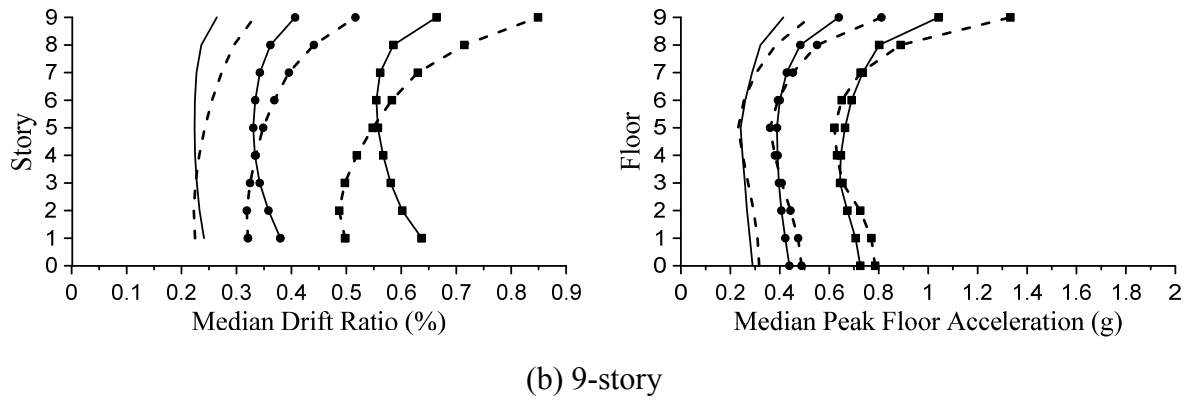 9
8
7
6
5
4
3
2
1
0
Story
0 0.1 0.2 0.3 0.4 0.5 0.6 0.7 0.8 0.9
Median Drift Ratio (%)
9
8
7
6
5
4
3
2
1
0
Floor
0 0.2 0.4 0.6 0.8 1 1.2 1.4 1.6 1.8 2
Median Peak Floor Acceleration (g)
(b) 9-story